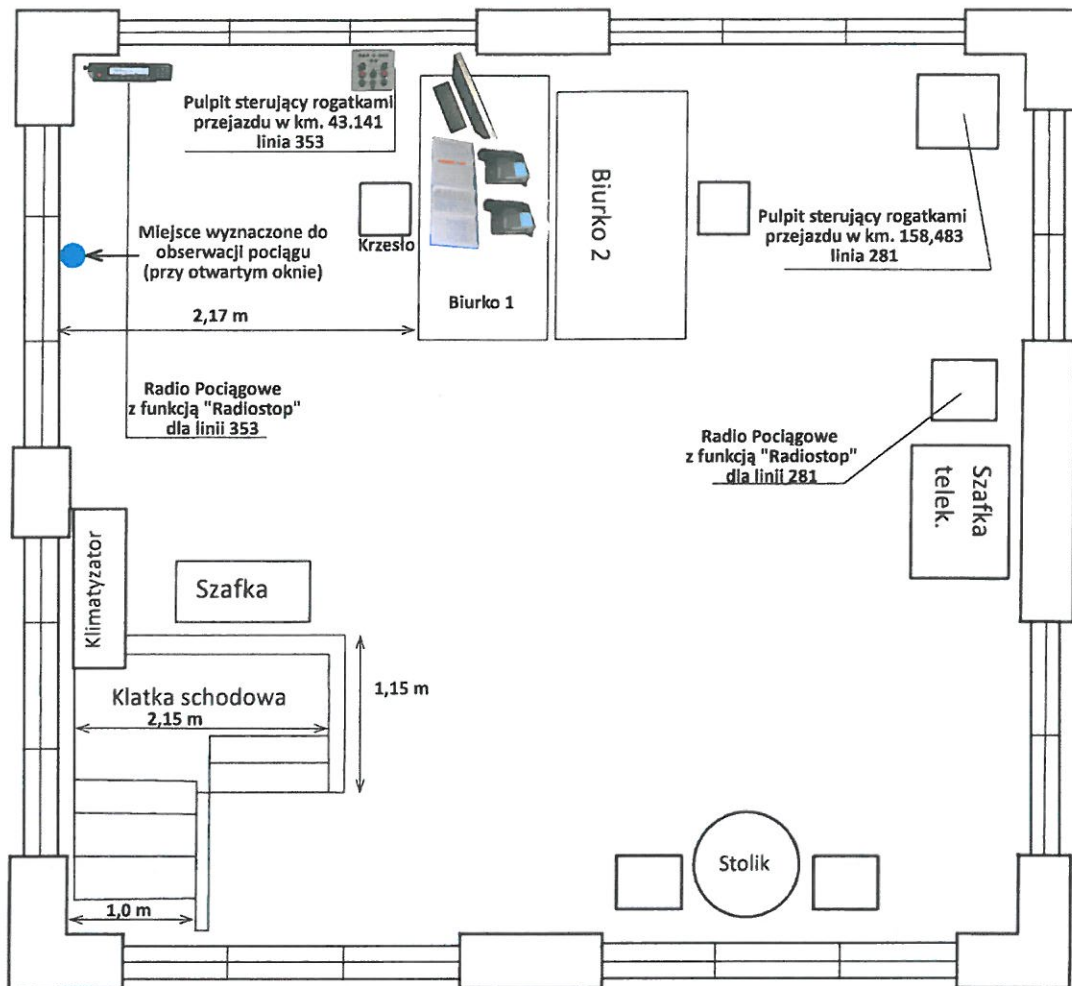 Pulpit sterujący rogatkami
przejazdu w km. 43.141
linia 353
Miejsce wyznaczone do
obserwacji pociągu
(przy otwartym oknie)
Krzesło
Biurko 1
Biurko 2
Pulpit sterujący rogatkami
przejazdu w km. 158,483
linia 281
2,17 m
Radio Pociągowe
z funkcją "Radiostop"
dla linii 353
Radio Pociągowe
z funkcją "Radiostop"
dla linii 281
Szafka
telek.
Klimatyzator
Szafka
Klatka schodowa
2,15 m
1,15 m
1,0 m
Stolik